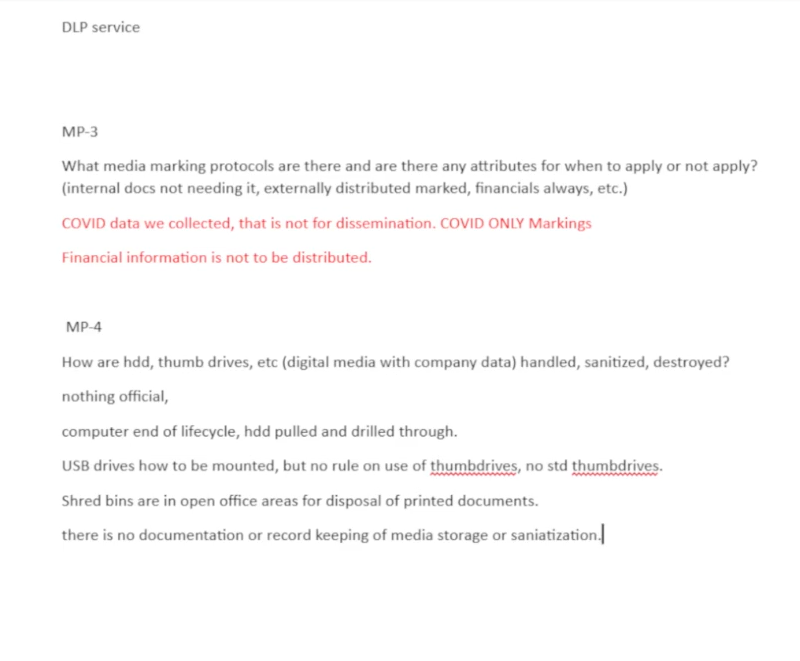 DLP service
MP-3
What media marking protocols are there and are there any attributes for when to apply or not apply?
(internal docs not needing it, externally distributed marked, financials always, etc.)
COVID data we collected, that is not for dissemination. COVID ONLY Markings
Financial information is not to be distributed.
MP-4
How are hdd, thumb drives, etc (digital media with company data) handled, sanitized, destroyed?
nothing official,
computer end of lifecycle, hdd pulled and drilled through.
USB drives how to be mounted, but no rule on use of thumbdrives, no std thumbdrives.
Shred bins are in open office areas for disposal of printed documents.
there is no documentation or record keeping of media storage or saniatization.